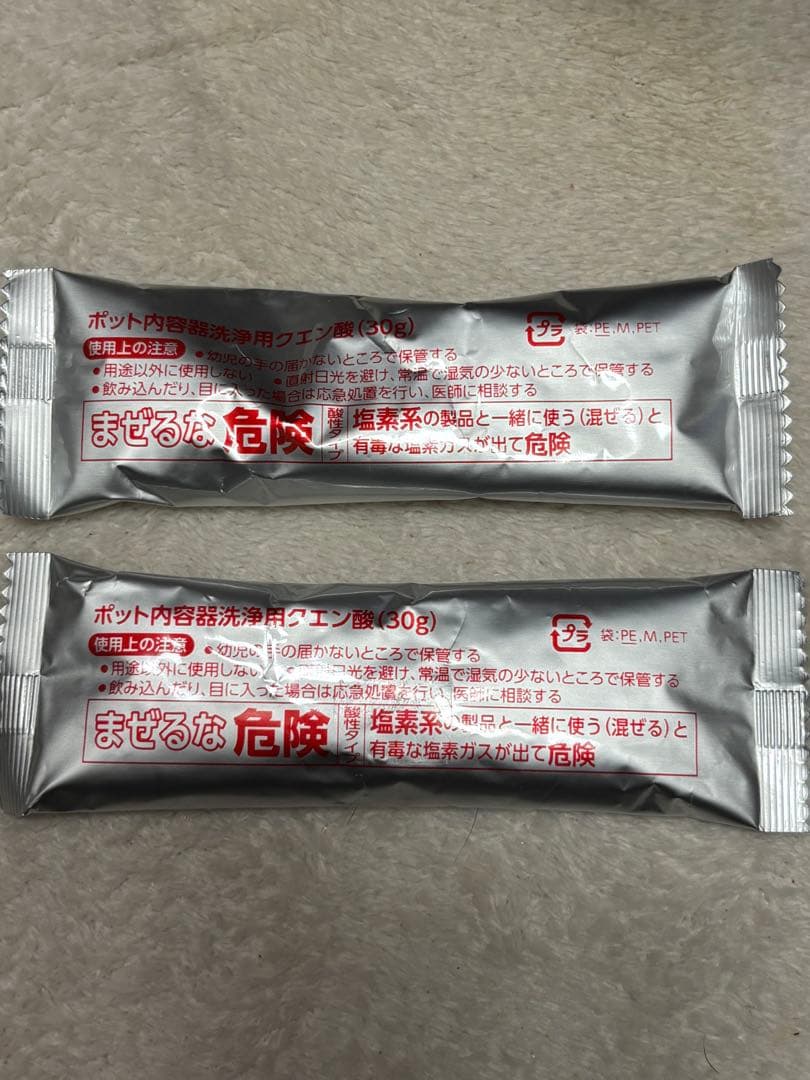 ポット内容器洗浄用クエン酸(30g)
プラ 袋:PE,M,PET
使用上の注意 ●幼児の手の届かないところで保管する
●用途以外に使用しない ●直射日光を避け、常温で湿気の少ないところで保管する
●飲み込んだり、目に入った場合は応急処置を行い、医師に相談する
まぜるな危険 酸性タイプ 塩素系の製品と一緒に使う(混ぜる)と
有毒な塩素ガスが出て危険
ポット内容器洗浄用クエン酸(30g)
プラ 袋:PE,M,PET
使用上の注意 ●幼児の手の届かないところで保管する
●用途以外に使用しない ●直射日光を避け、常温で湿気の少ないところで保管する
●飲み込んだり、目に入った場合は応急処置を行い、医師に相談する
まぜるな危険 酸性タイプ 塩素系の製品と一緒に使う(混ぜる)と
有毒な塩素ガスが出て危険